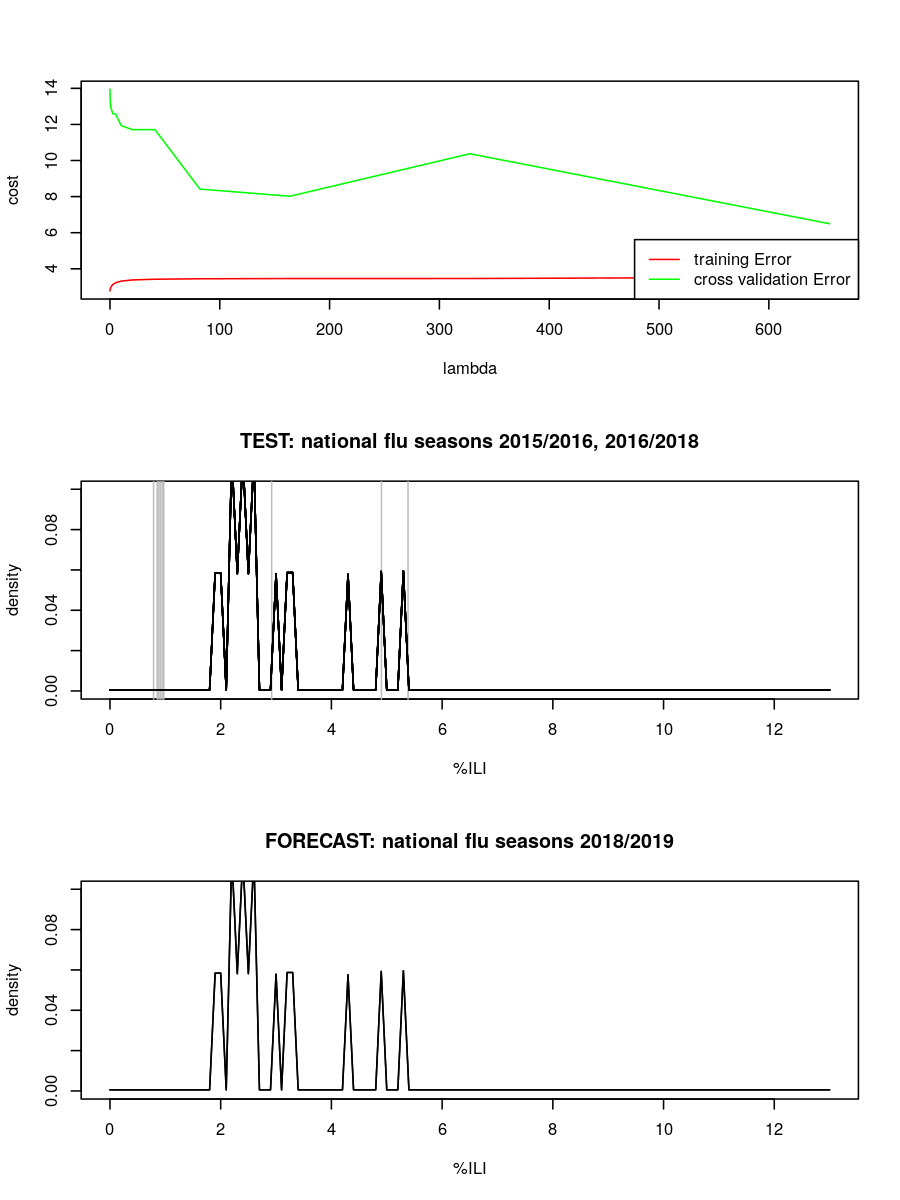 14
12
10
8
6
4
cost
training Error
cross validation Error
0 100 200 300 400 500 600
lambda
TEST: national flu seasons 2015/2016, 2016/2018
0.08
0.04
0.00
density
0 2 4 6 8 10 12
%ILI
FORECAST: national flu seasons 2018/2019
0.08
0.04
0.00
density
0 2 4 6 8 10 12
%ILI